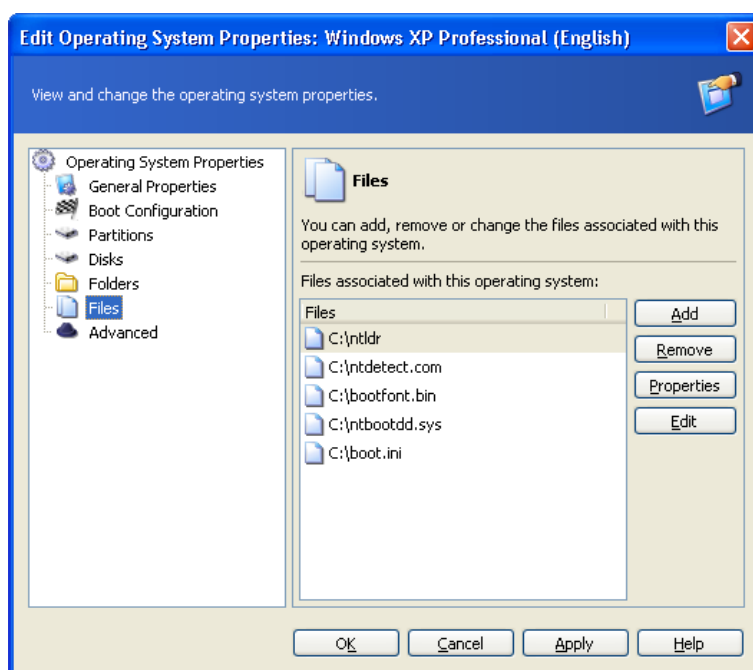 Edit Operating System Properties: Windows XP Professional (English)
View and change the operating system properties.
Operating System Properties
General Properties
Boot Configuration
Partitions
Disks
Folders
Files
Advanced
Files
You can add, remove or change the files associated with this
operating system.
Files associated with this operating system:
Files
C:\ntldr
C:\ntdetect.com
C:\bootfont.bin
C:\ntbootdd.sys
C:\boot.ini
Add
Remove
Properties
Edit
OK
Cancel
Apply
Help